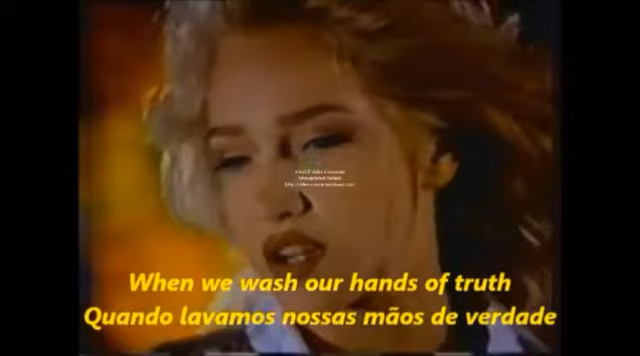 When we wash our hands of truth
Quando lavamos nossas mãos de verdade